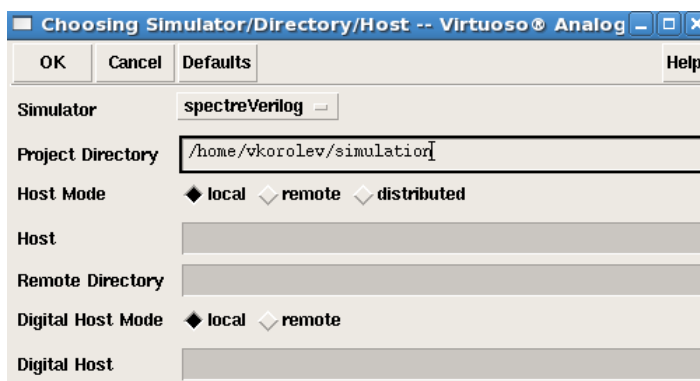 Choosing Simulator/Directory/Host -- Virtuoso® Analog
OK Cancel Defaults Help
Simulator spectreVerilog
Project Directory /home/vkorolev/simulation
Host Mode local remote distributed
Host
Remote Directory
Digital Host Mode local remote
Digital Host